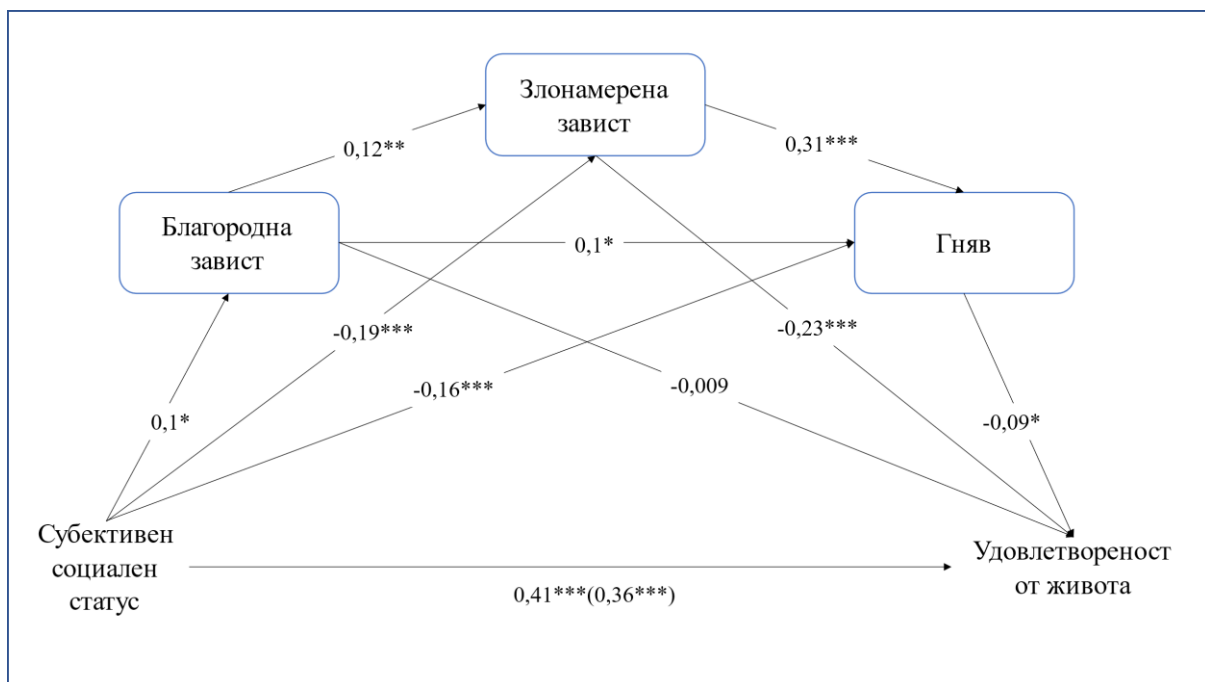 Злонамерена
завист
0,12**
0,31***
Благородна
завист
0,1*
Гняв
-0,19***
-0,23***
-0,16***
-0,009
0,1*
-0,09*
Субективен
социален
статус
Удовлетвореност
от живота
0,41***(0,36***)